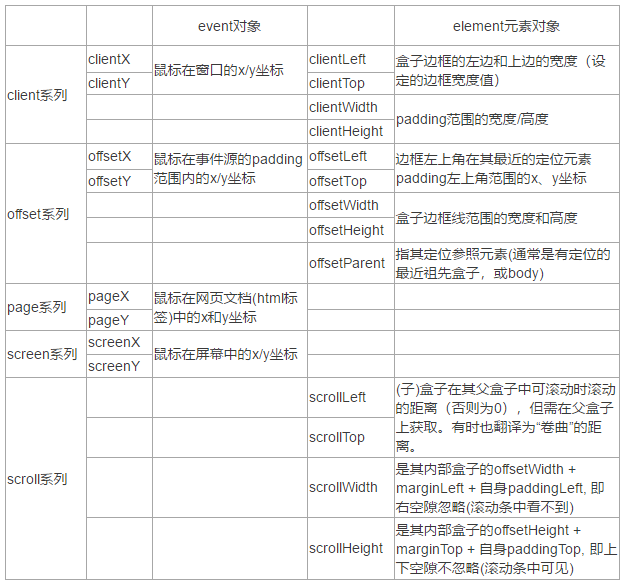 event对象
element元素对象
client系列
clientX
clientY
鼠标在窗口的x/y坐标
clientLeft
clientTop
盒子边框的左边和上边的宽度（设
定的边框宽度值）
clientWidth
clientHeight
padding范围的宽度/高度
offset系列
offsetX
offsetY
鼠标在事件源的padding
范围内的x/y坐标
offsetLeft
offsetTop
边框左上角在其最近的定位元素
padding左上角范围的x、y坐标
offsetWidth
offsetHeight
盒子边框线范围的宽度和高度
offsetParent
指其定位参照元素(通常是有定位的
最近祖先盒子，或body)
page系列
pageX
pageY
鼠标在网页文档(html标
签)中的x和y坐标
screen系列
screenX
screenY
鼠标在屏幕中的x/y坐标
scroll系列
scrollLeft
scrollTop
(子)盒子在其父盒子中可滚动时滚动
的距离（否则为0），但需在父盒子
上获取。有时也翻译为“卷曲”的距
离。
scrollWidth
是其内部盒子的offsetWidth +
marginLeft + 自身paddingLeft, 即
右空隙忽略(滚动条中看不到)
scrollHeight
是其内部盒子的offsetHeight +
marginTop + 自身paddingTop, 即上
下空隙不忽略(滚动条中可见)